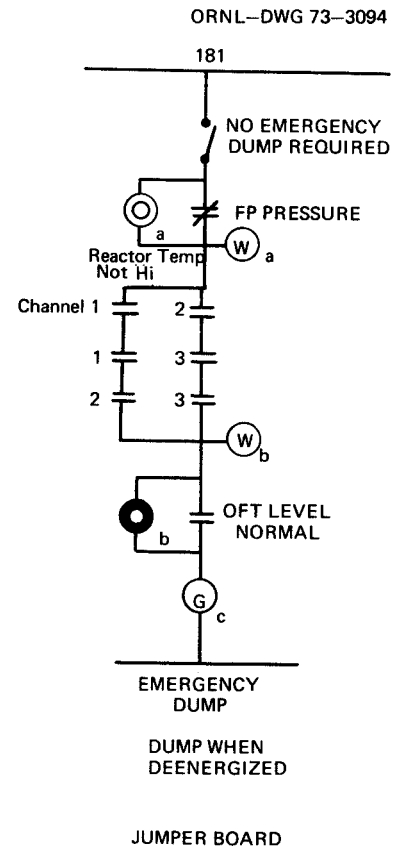 ORNL–DWG 73–3094
181
NO EMERGENCY
DUMP REQUIRED
FP PRESSURE
a
W
a
Reactor Temp
Not Hi
Channel 1
2
1
3
2
3
W
b
OFT LEVEL
NORMAL
b
G
c
EMERGENCY
DUMP
DUMP WHEN
DEENERGIZED
JUMPER BOARD